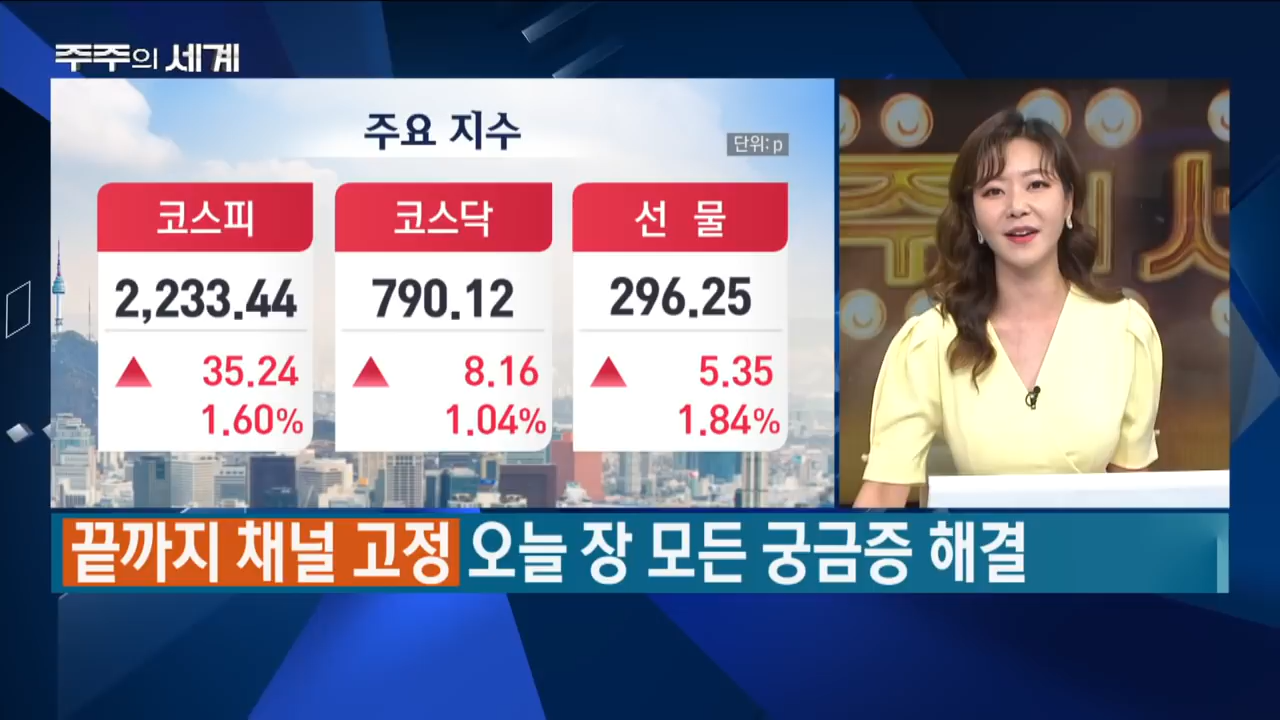 주주의 세계
주요 지수
단위:p
코스피
2,233.44
▲ 35.24
1.60%
코스닥
790.12
▲ 8.16
1.04%
선 물
296.25
▲ 5.35
1.84%
끝까지 채널 고정 오늘 장 모든 궁금증 해결